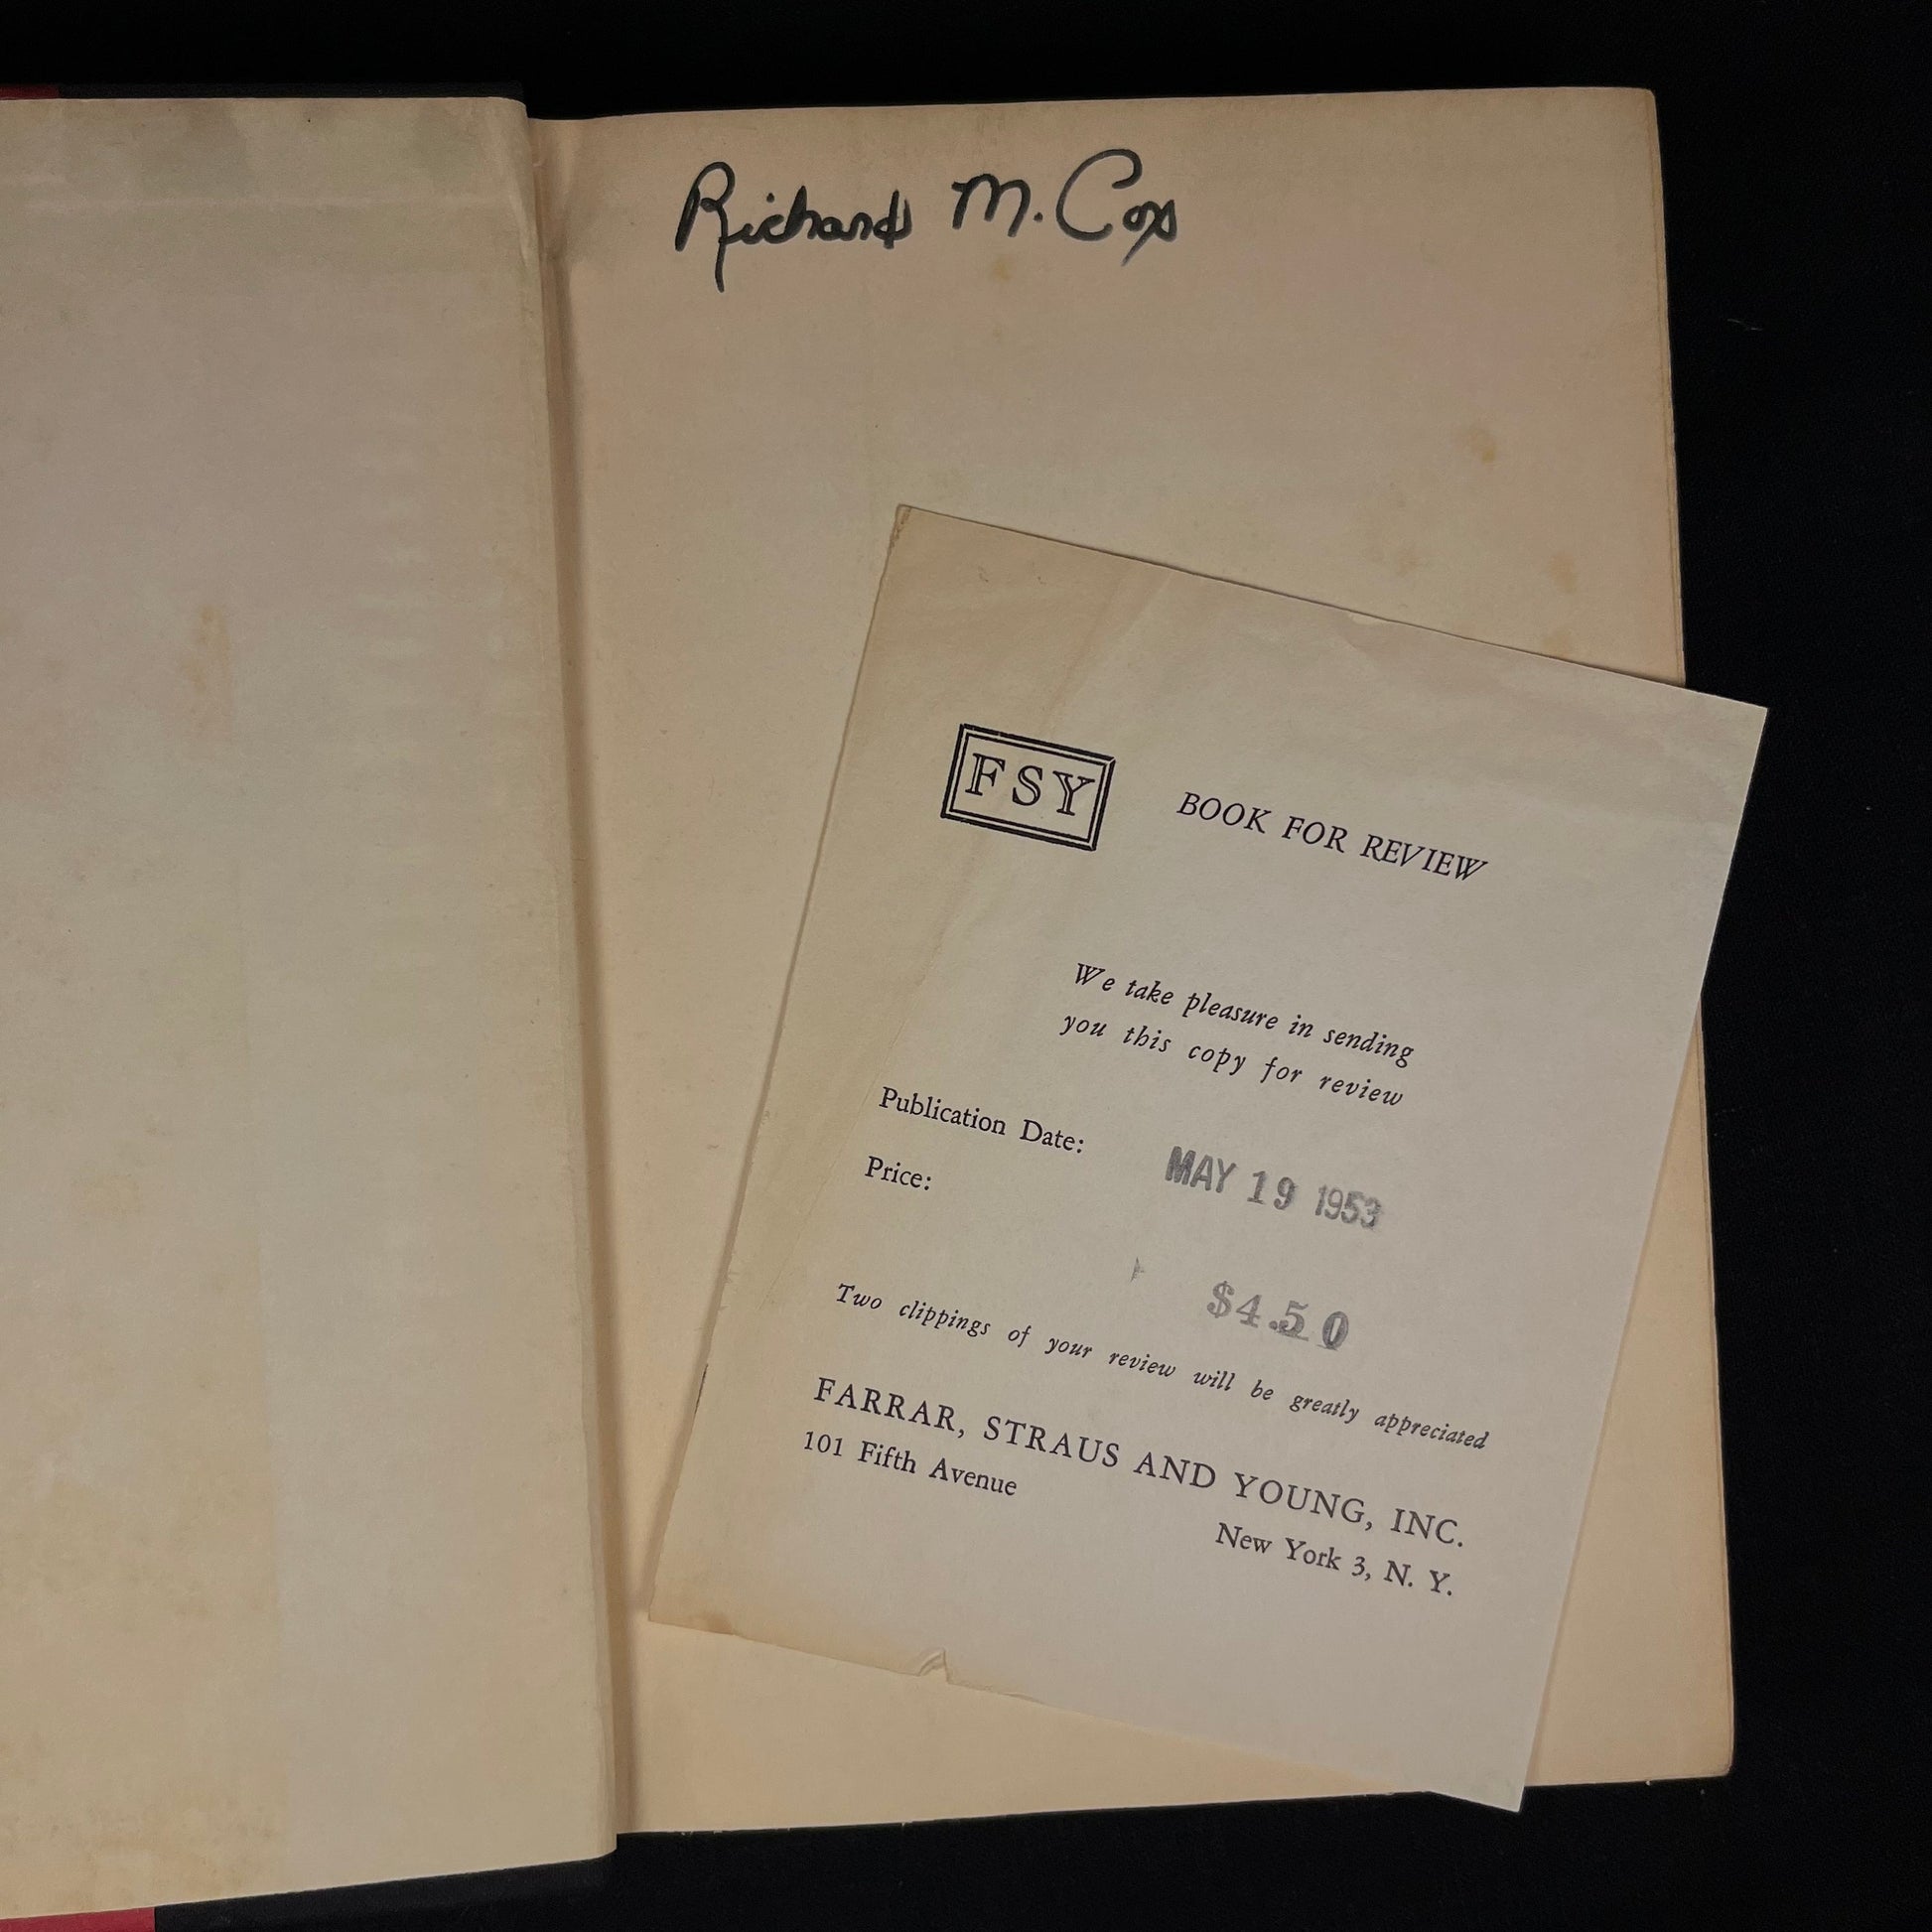 Richard M. Cox
FSY
BOOK FOR REVIEW
We take pleasure in sending
you this copy for review
Publication Date:
MAY 19 1953
Price:
$4.50
Two clippings of your review will be greatly appreciated
FARRAR, STRAUS AND YOUNG, INC.
101 Fifth Avenue
New York 3, N. Y.